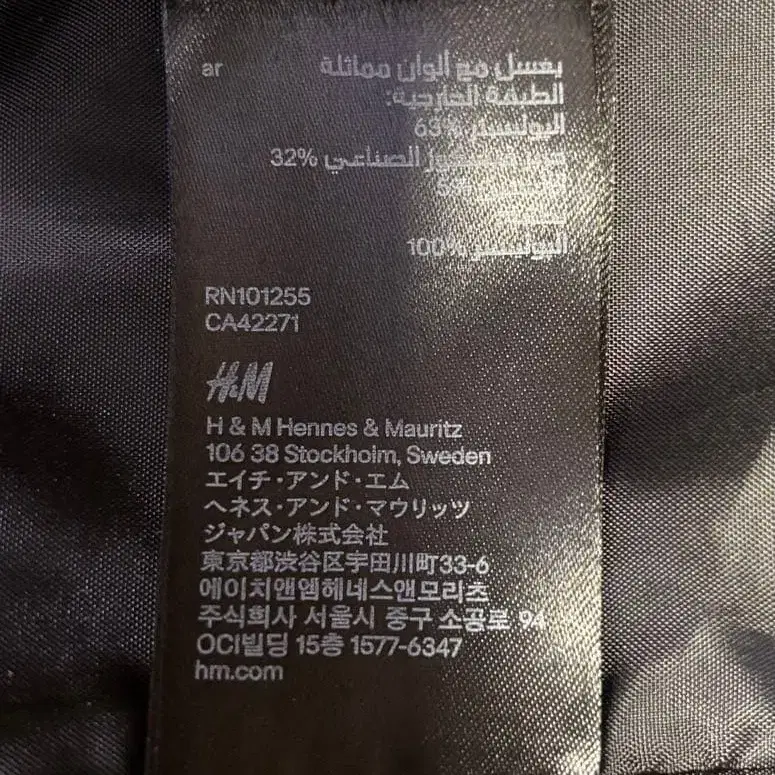 ar
يغسل مع ألوان مماثلة
الطبقة الخارجية:
البوليستر %63
الصناعي %32
5%
البوليستر %100
RN101255
CA42271
H&M
H & M Hennes & Mauritz
106 38 Stockholm, Sweden
エイチ・アンド・エム
ヘネス・アンド・マウリッツ
ジャパン株式会社
東京都渋谷区宇田川町33-6
에이치앤엠헤네스앤모리츠
주식회사 서울시 중구 소공로 94
OCI빌딩 15층 1577-6347
hm.com